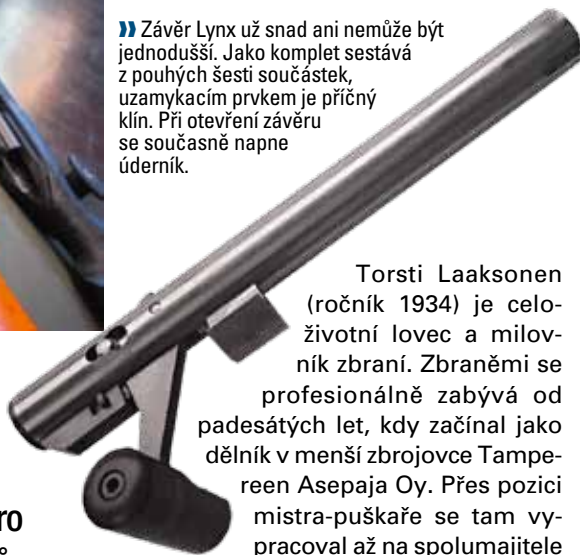 Závěr Lynx už snad ani nemůže být
jednodušší. Jako komplet sestává
z pouhých šesti součástek,
uzamykacím prvkem je příčný
klín. Při otevření závěru
se současně napne
úderník.
Torsti Laaksonen
(ročník 1934) je celo-
životní lovec a milov-
ník zbraní. Zbraněmi se
profesionálně zabývá od
padesátých let, kdy začínal jako
dělník v menší zbrojovce Tampe-
reen Asepaja Oy. Přes pozici
mistra-puškaře se tam vy-
pracoval až na spolumajitele